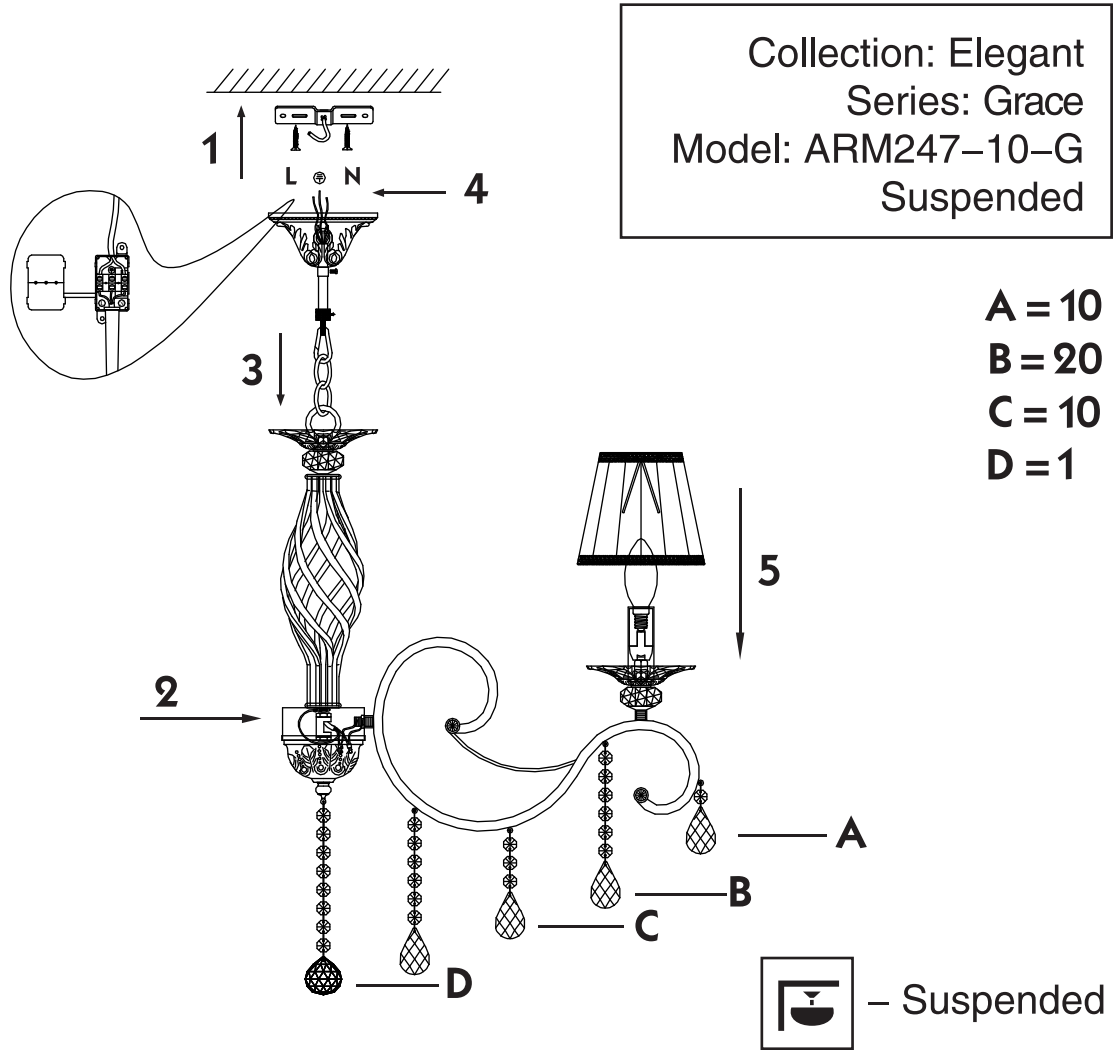 Collection: Elegant
Series: Grace
Model: ARM247–10–G
Suspended
1
L N
4
A = 10
B = 20
C = 10
D = 1
3
5
2
A
B
C
D
– Suspended